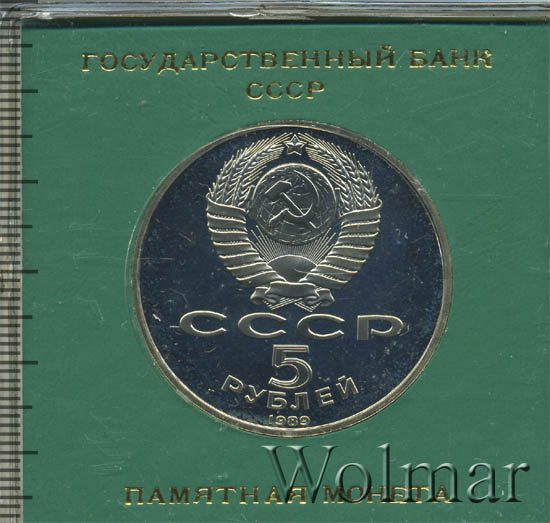 ГОСУДАРСТВЕННЫЙ БАНК
СССР
СССР
5
РУБЛЕЙ
1989
Wolmar
ПАМЯТНАЯ МОНЕТА